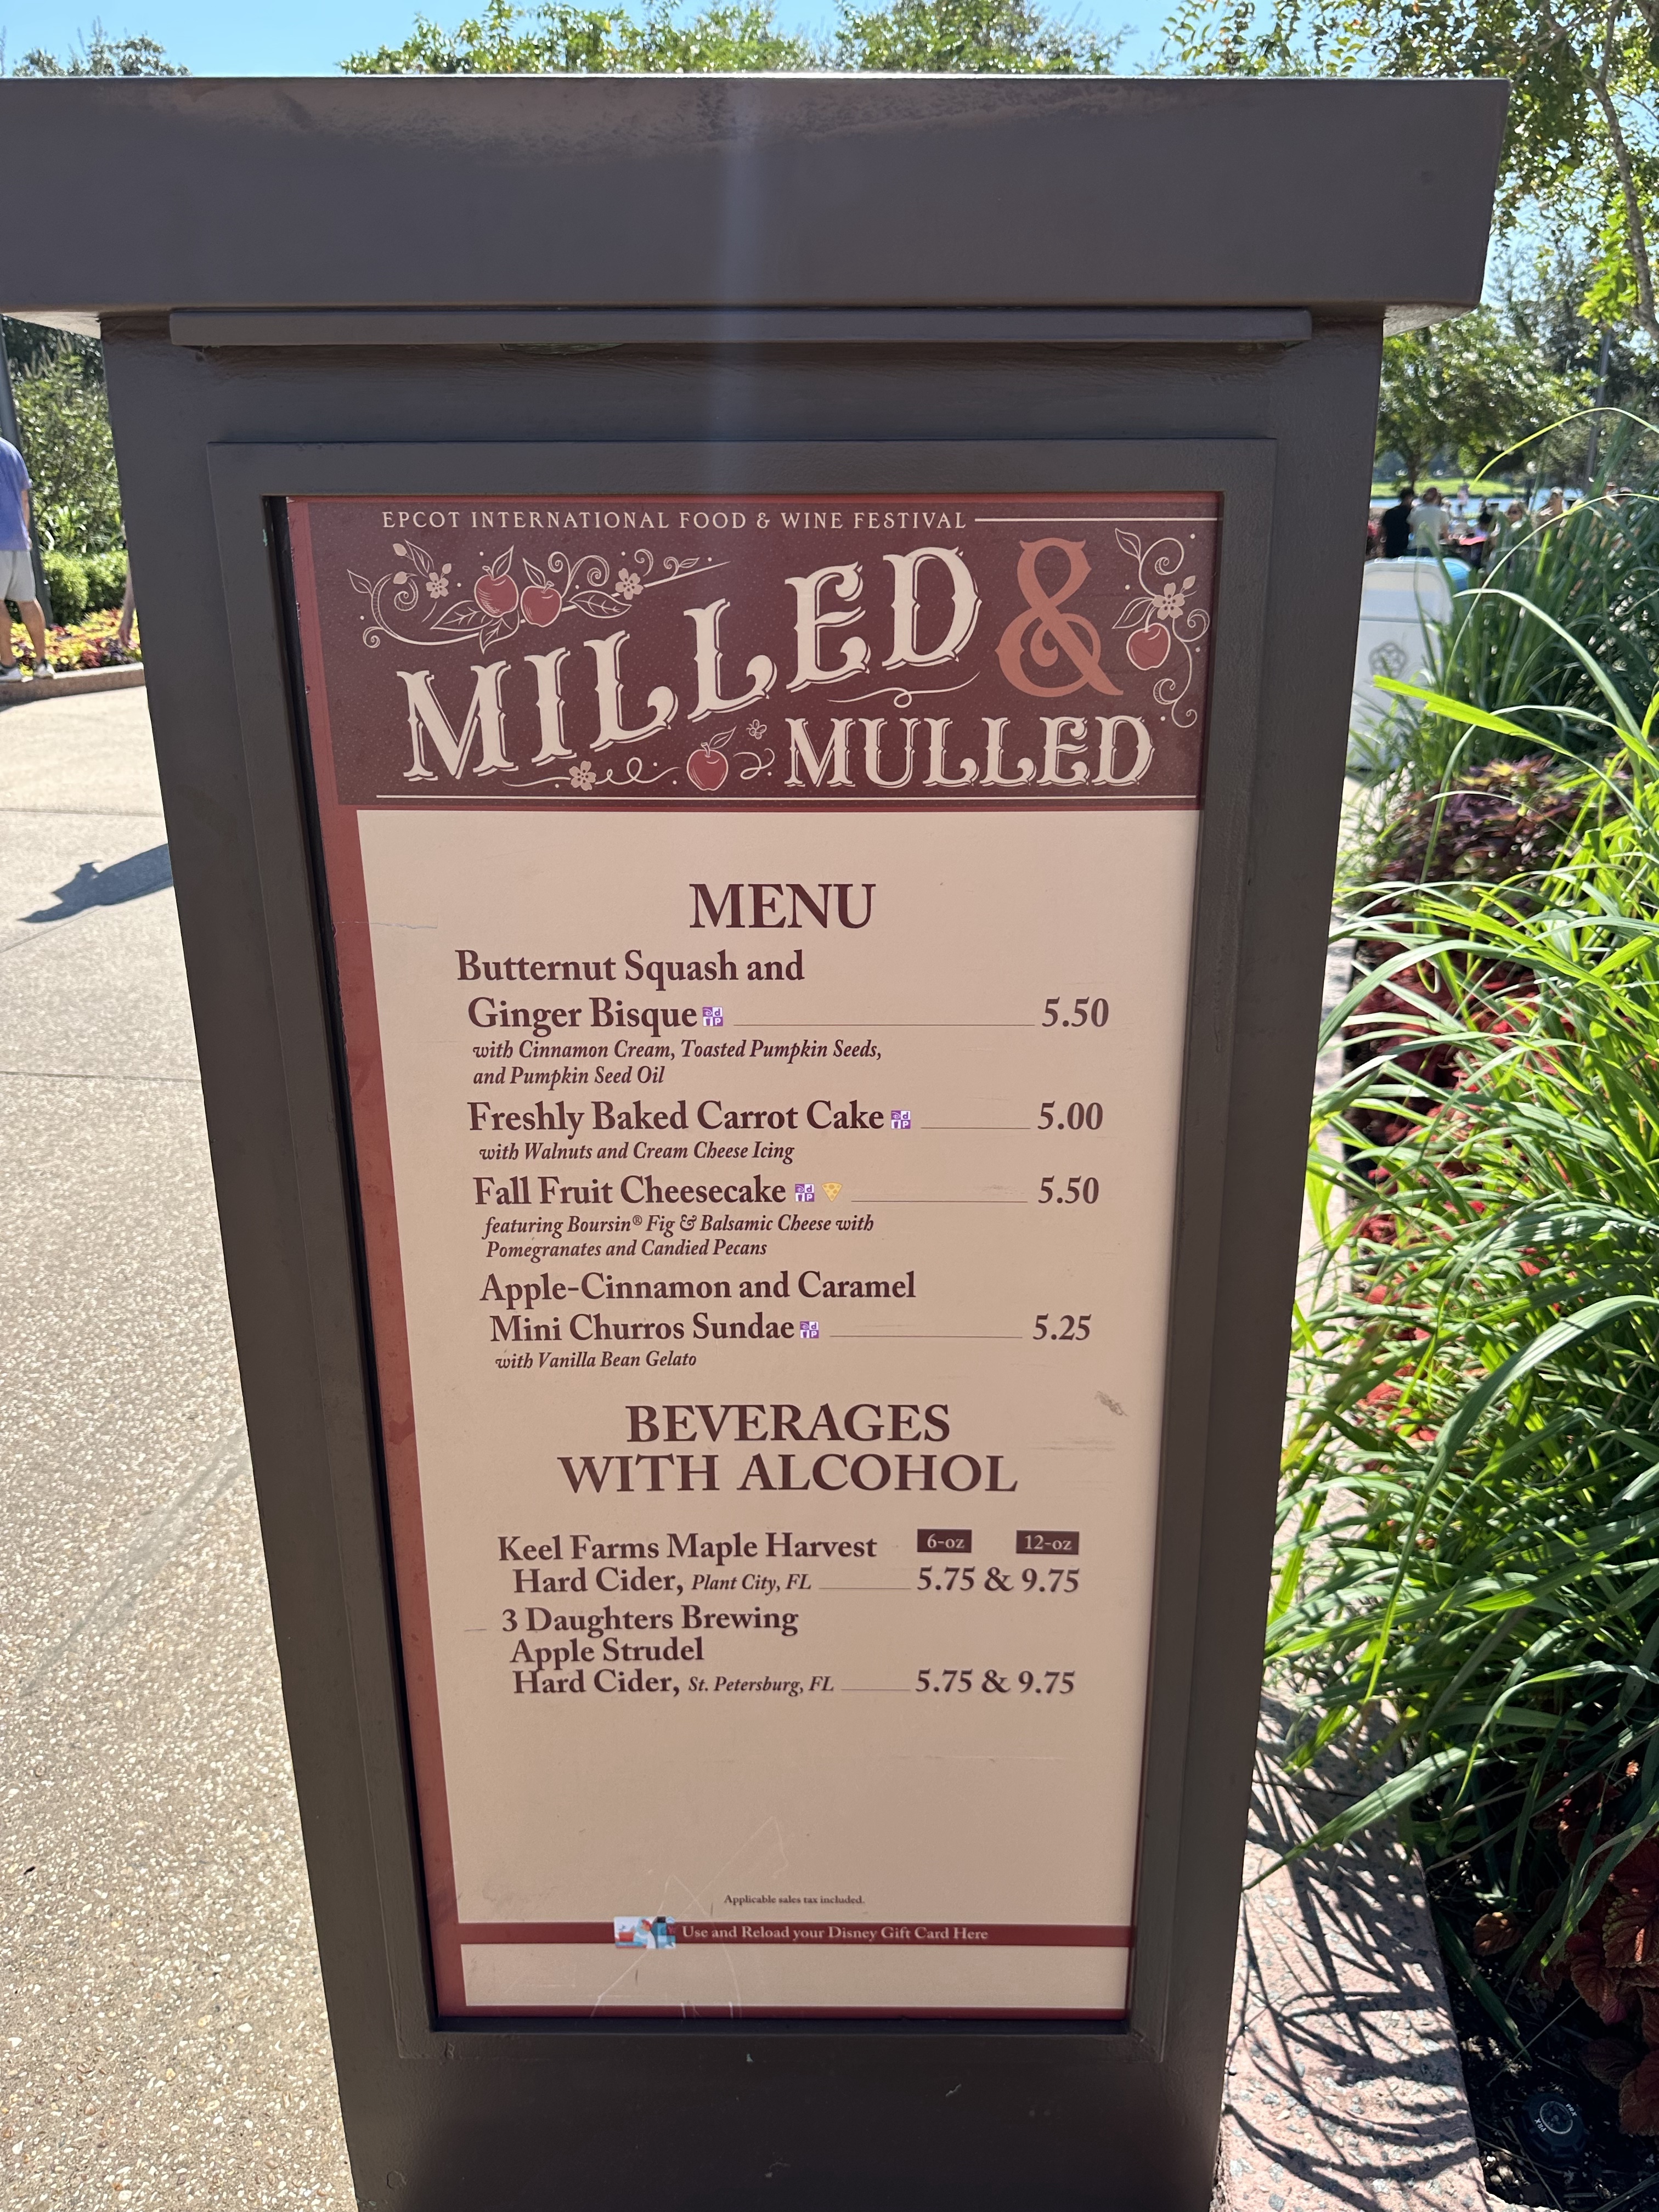 EPCOT INTERNATIONAL FOOD & WINE FESTIVAL
MILLED &
MULLED
MENU
Butternut Squash and
Ginger Bisque 5.50
with Cinnamon Cream, Toasted Pumpkin Seeds,
and Pumpkin Seed Oil
Freshly Baked Carrot Cake 5.00
with Walnuts and Cream Cheese Icing
Fall Fruit Cheesecake 5.50
featuring Boursin® Fig & Balsamic Cheese with
Pomegranates and Candied Pecans
Apple-Cinnamon and Caramel
Mini Churros Sundae 5.25
with Vanilla Bean Gelato
BEVERAGES
WITH ALCOHOL
Keel Farms Maple Harvest 6-oz 12-oz
Hard Cider, Plant City, FL 5.75 & 9.75
3 Daughters Brewing
Apple Strudel
Hard Cider, St. Petersburg, FL 5.75 & 9.75
Applicable sales tax included.
Use and Reload your Disney Gift Card Here